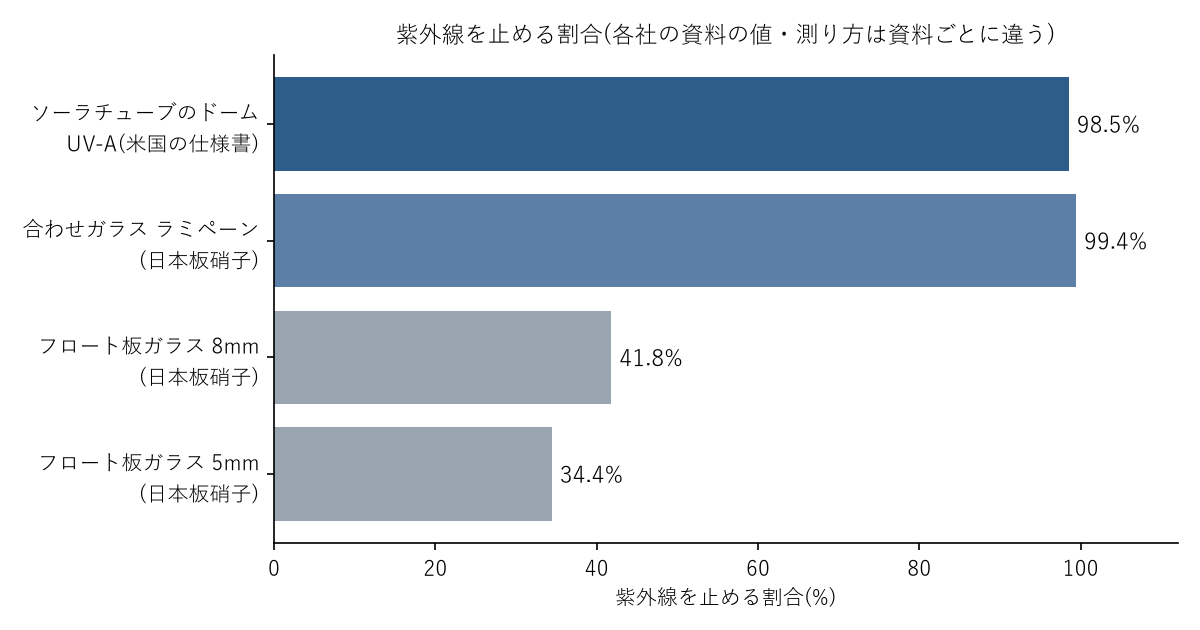 紫外線を止める割合(各社の資料の値・測り方は資料ごとに違う)
ソーラチューブのドーム
UV-A(米国の仕様書)
98.5%
合わせガラス ラミペーン
(日本板硝子)
99.4%
フロート板ガラス 8mm
(日本板硝子)
41.8%
フロート板ガラス 5mm
(日本板硝子)
34.4%
0 20 40 60 80 100
紫外線を止める割合(%)